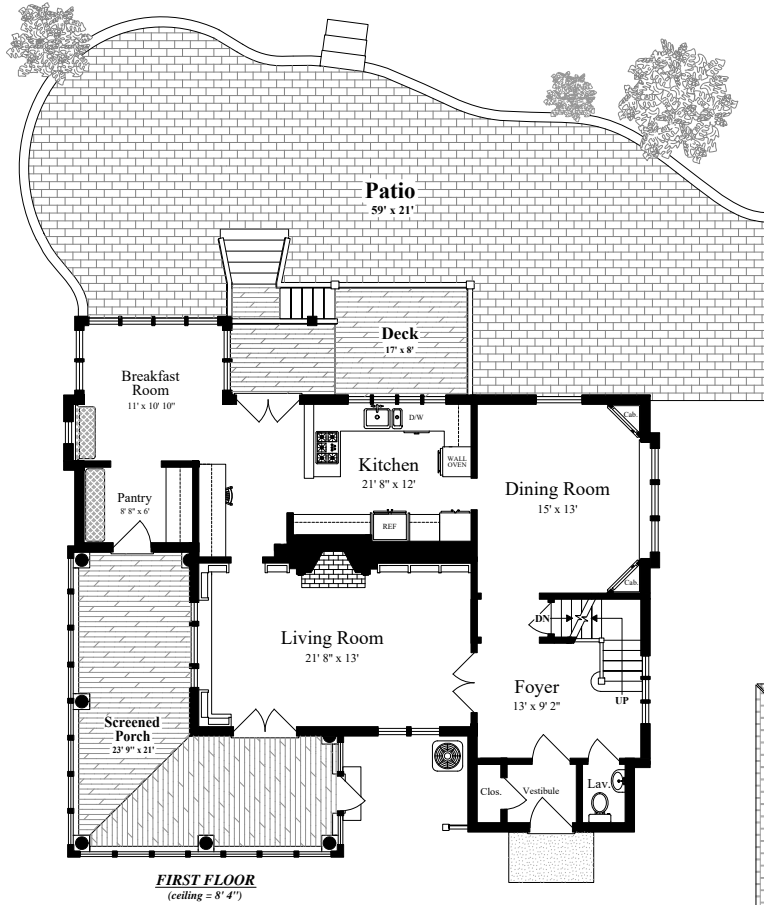 Patio
59' x 21'
Deck
17' x 8'
Breakfast
Room
11' x 10' 10"
Cab.
D/W
WALL
OVEN
Kitchen
21' 8" x 12'
Dining Room
15' x 13'
Pantry
8' 8" x 6'
REF
Cab.
DN
Living Room
21' 8" x 13'
Foyer
13' x 9' 2"
UP
Screened
Porch
23' 9" x 21'
Clos.
Vestibule
Lav.
FIRST FLOOR
(ceiling = 8' 4")